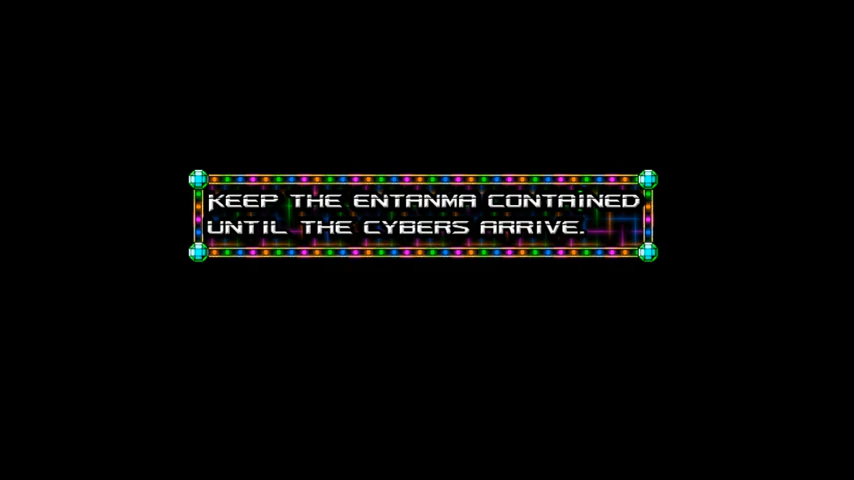 KEEP THE ENTANMA CONTAINED
UNTIL THE CYBERS ARRIVE.